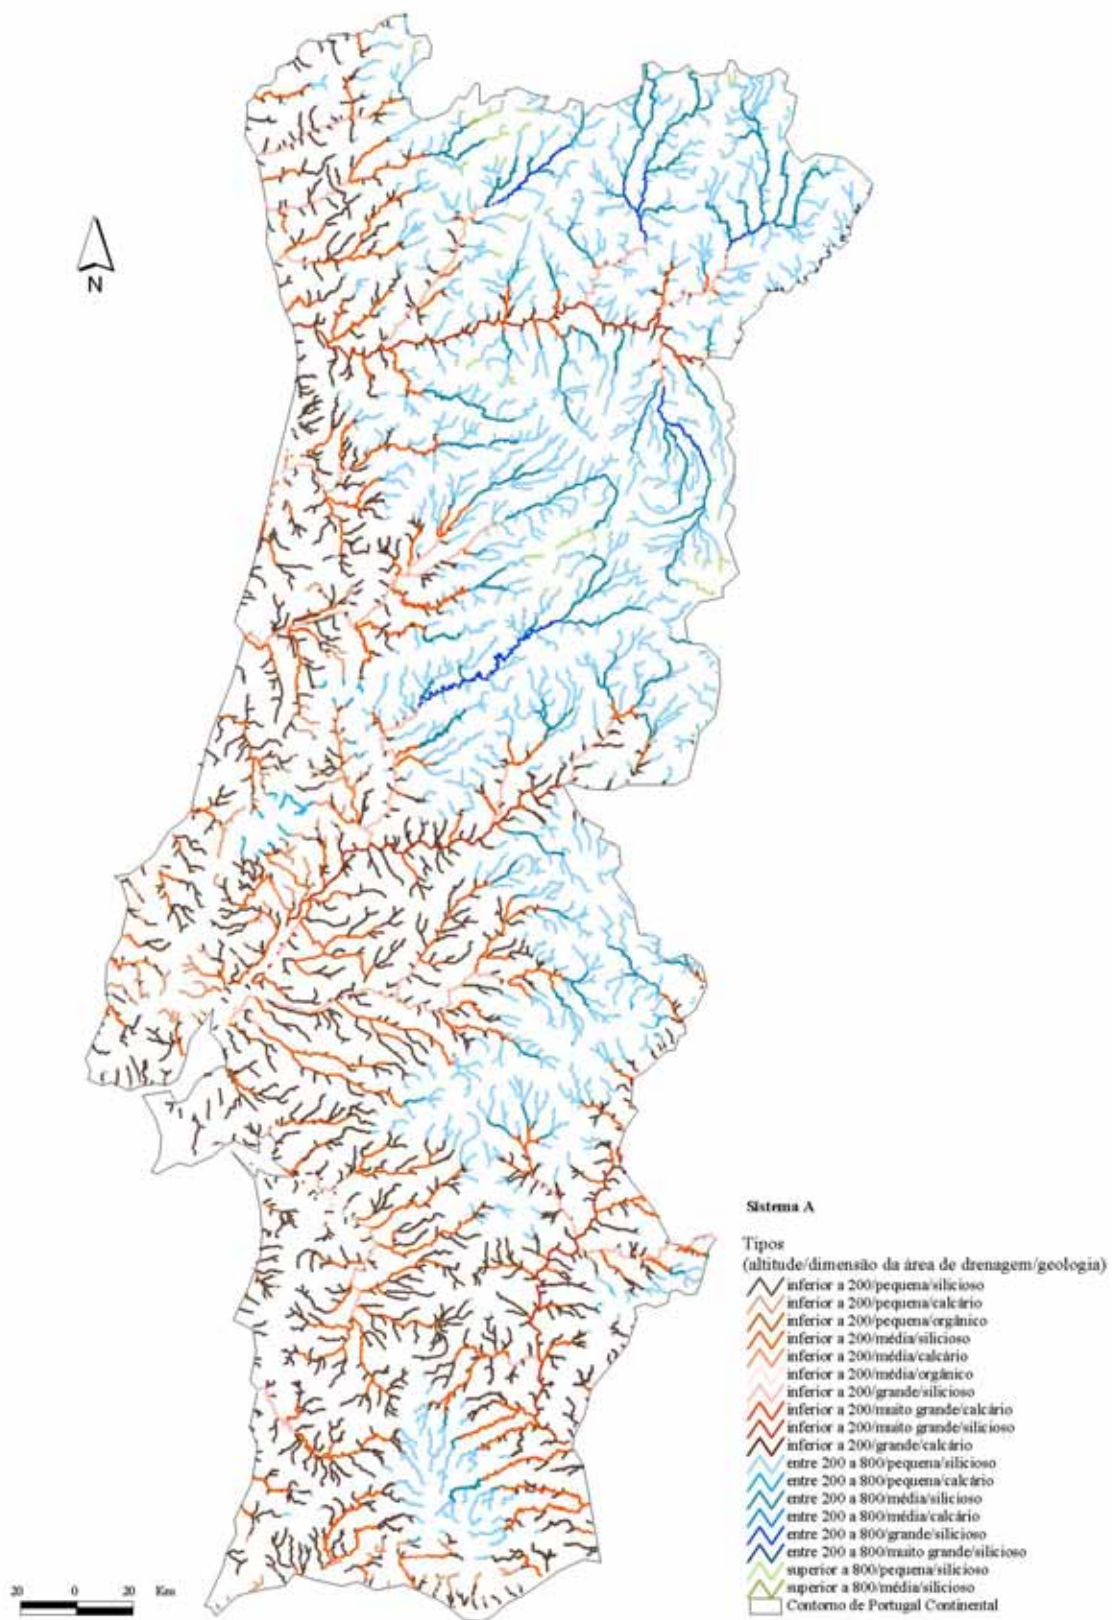 N
Sistema A
Tipos
(altitude/dimensão da área de drenagem/geologia)
inferior a 200/pequena/silicioso
inferior a 200/pequena/calcário
inferior a 200/pequena/orgânico
inferior a 200/média/silicioso
inferior a 200/média/calcário
inferior a 200/média/orgânico
inferior a 200/grande/silicioso
inferior a 200/muito grande/calcário
inferior a 200/muito grande/silicioso
inferior a 200/grande/calcário
entre 200 a 800/pequena/silicioso
entre 200 a 800/pequena/calcário
entre 200 a 800/média/silicioso
entre 200 a 800/média/calcário
entre 200 a 800/grande/silicioso
entre 200 a 800/muito grande/silicioso
superior a 800/pequena/silicioso
superior a 800/média/silicioso
Contorno de Portugal Continental
20 0 20 Km